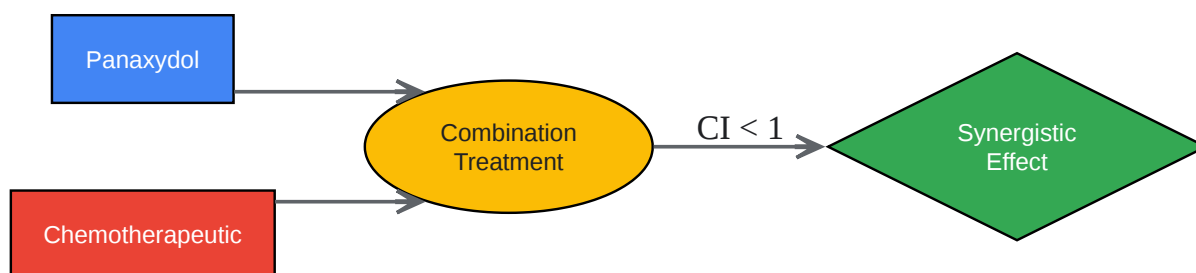 Panaxydol
Combination
Treatment
CI < 1
Synergistic
Effect
Chemotherapeutic